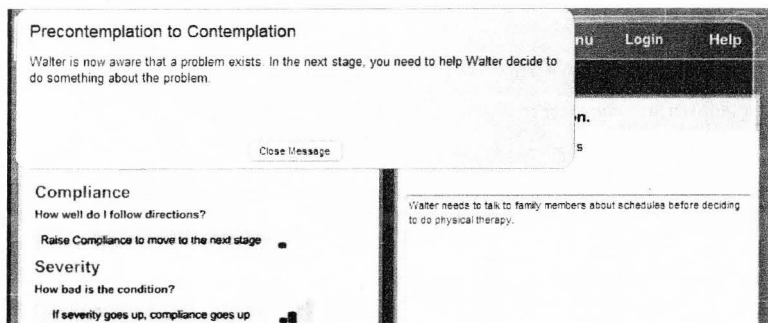 Precontemplation to Contemplation
Walter is now aware that a problem exists. In the next stage, you need to help Walter decide to
do something about the problem.
Close Message
Login
Help
Compliance
How well do I follow directions?
Raise Compliance to move to the next stage
Severity
How bad is the condition?
If severity goes up, compliance goes up
Walter needs to talk to family members about schedules before deciding
to do physical therapy.